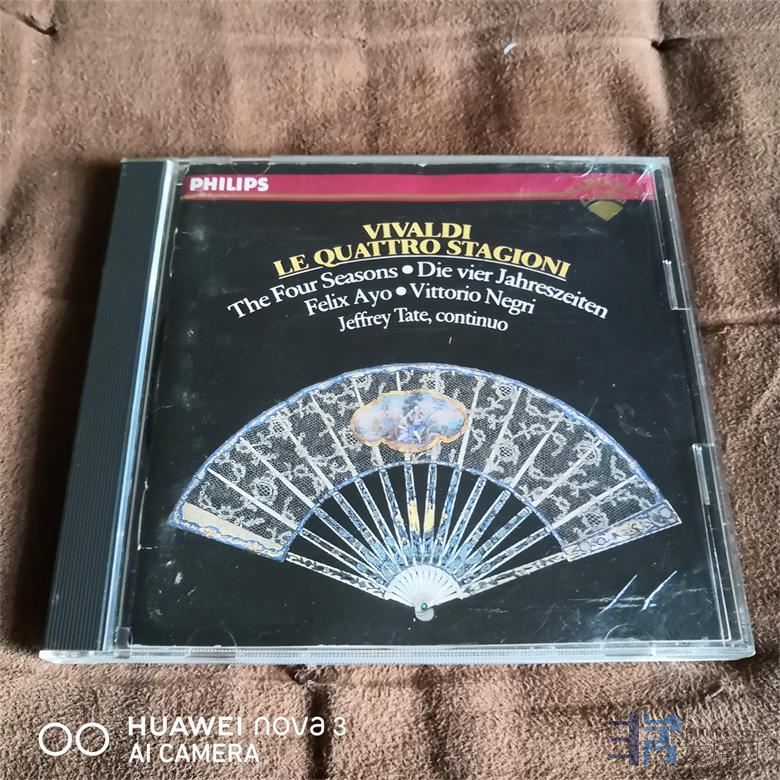 PHILIPS
VIVALDI
LE QUATTRO STAGIONI
The Four Seasons • Die vier Jahreszeiten
Felix Ayo • Vittorio Negri
Jeffrey Tate, continuo
HUAWEI nova 3
AI CAMERA